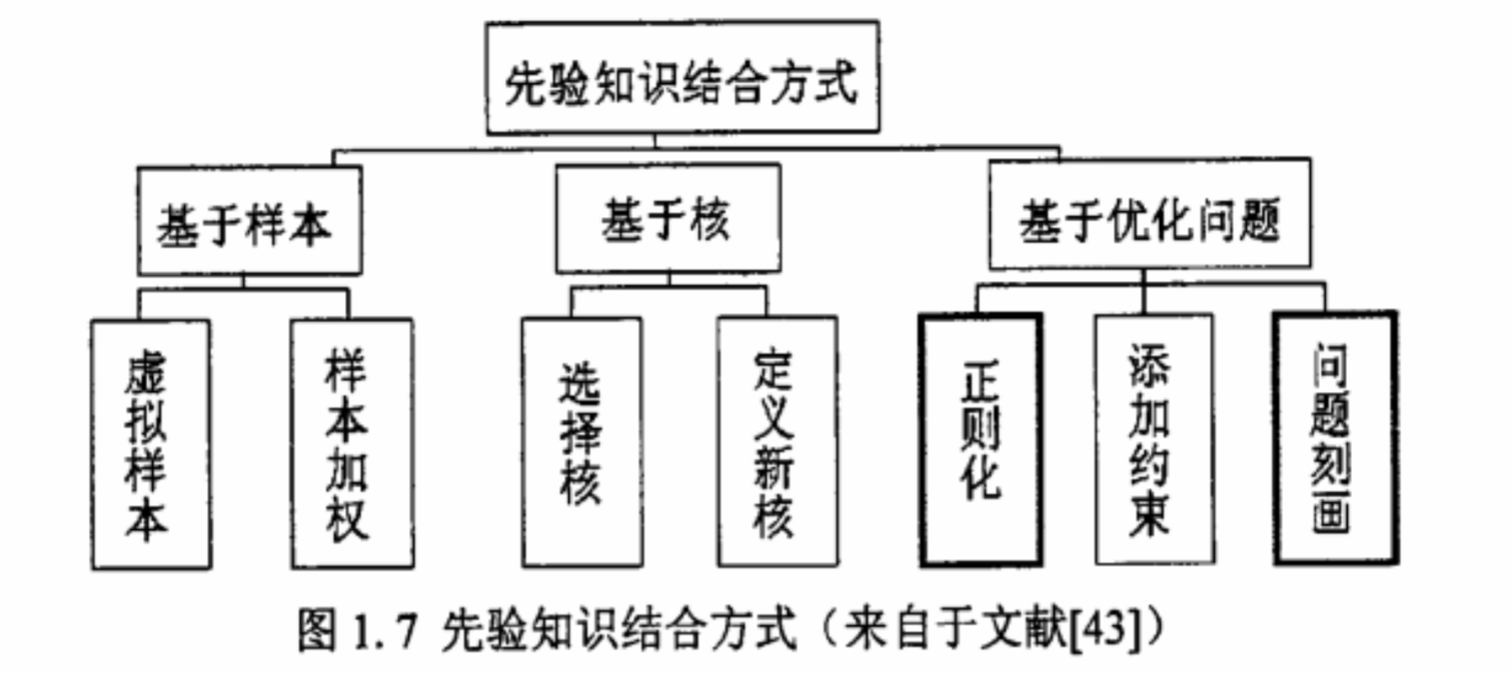 先验知识结合方式
基于样本
基于核
基于优化问题
虚拟样本
样本加权
选择核
定义新核
正则化
添加约束
问题刻画
图 1.7 先验知识结合方式（来自于文献[43]）